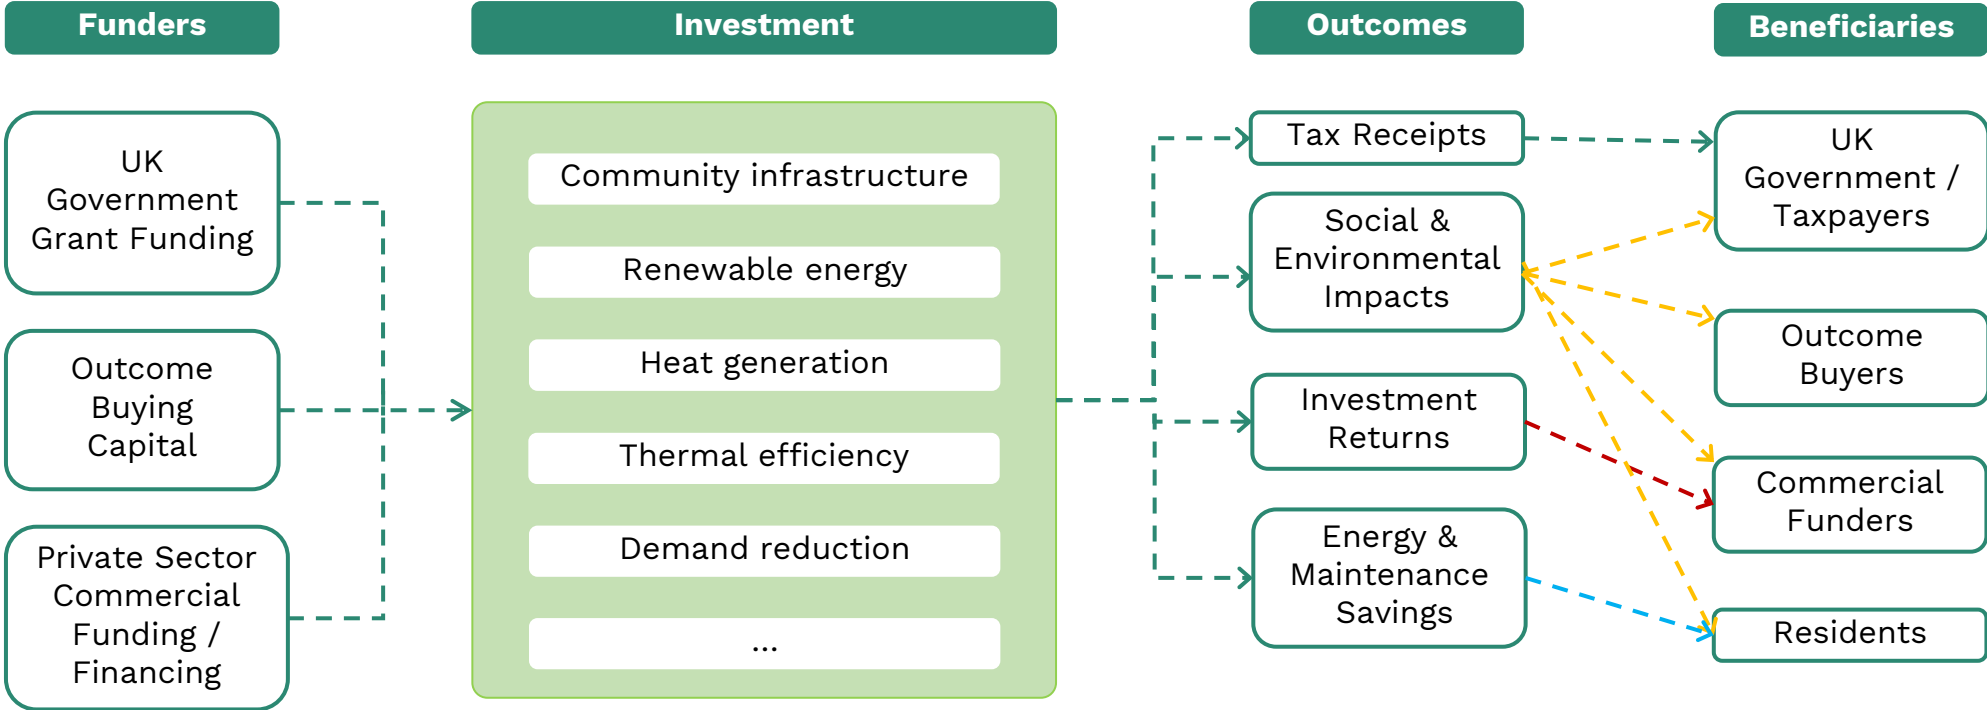 Funders
Investment
Outcomes
Beneficiaries
UK
Government
Grant Funding
Outcome
Buying
Capital
Private Sector
Commercial
Funding /
Financing
Community infrastructure
Renewable energy
Heat generation
Thermal efficiency
Demand reduction
...
Tax Receipts
Social &
Environmental
Impacts
Investment
Returns
Energy &
Maintenance
Savings
UK
Government /
Taxpayers
Outcome
Buyers
Commercial
Funders
Residents